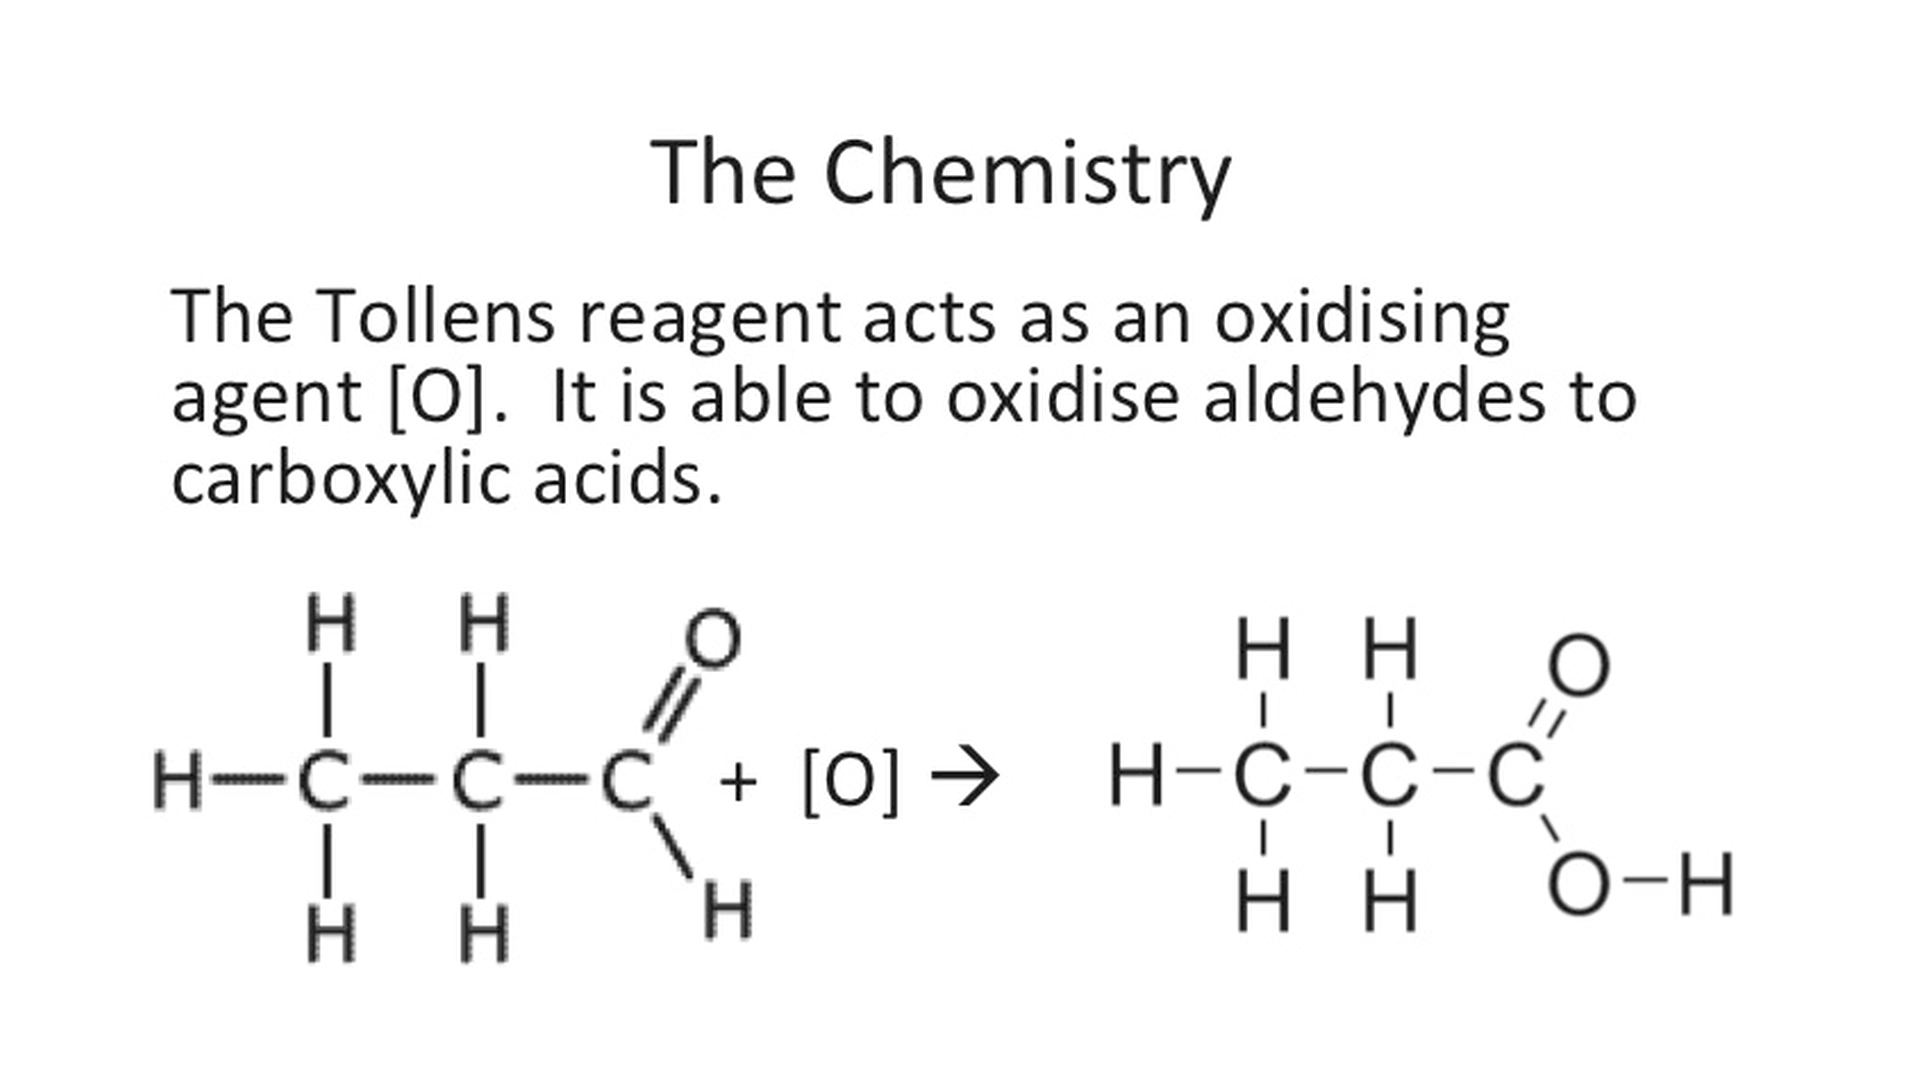 The Chemistry
The Tollens reagent acts as an oxidising
agent [O].  It is able to oxidise aldehydes to
carboxylic acids.
H H O
H—C—C—C + [O] →
H H H
H H O
H—C—C—C
H H O—H